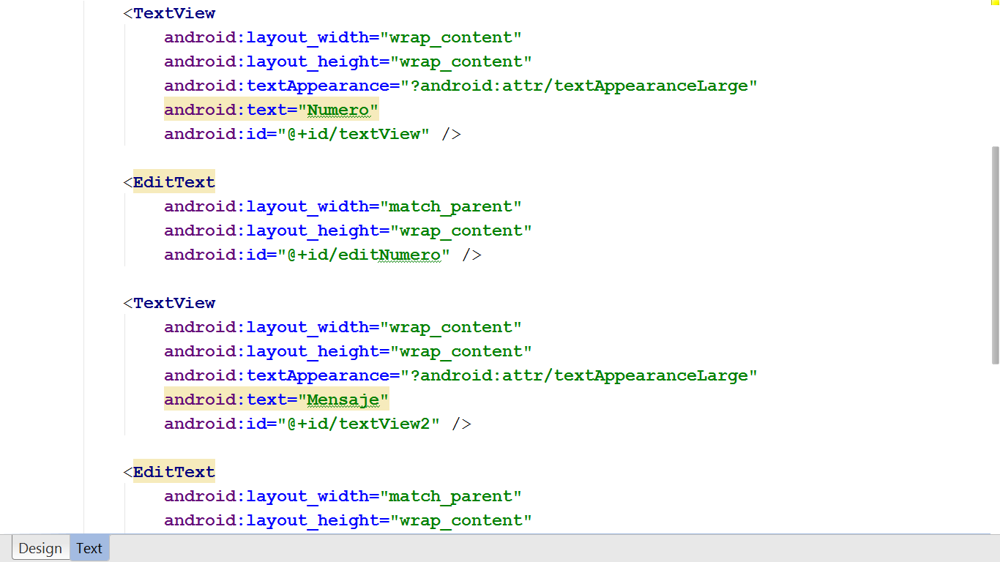 <TextView
android:layout_width="wrap_content"
android:layout_height="wrap_content"
android:textAppearance="?android:attr/textAppearanceLarge"
android:text="Numero"
android:id="@+id/textView" />
<EditText
android:layout_width="match_parent"
android:layout_height="wrap_content"
android:id="@+id/editNumero" />
<TextView
android:layout_width="wrap_content"
android:layout_height="wrap_content"
android:textAppearance="?android:attr/textAppearanceLarge"
android:text="Mensaje"
android:id="@+id/textView2" />
<EditText
android:layout_width="match_parent"
android:layout_height="wrap_content"
Design Text